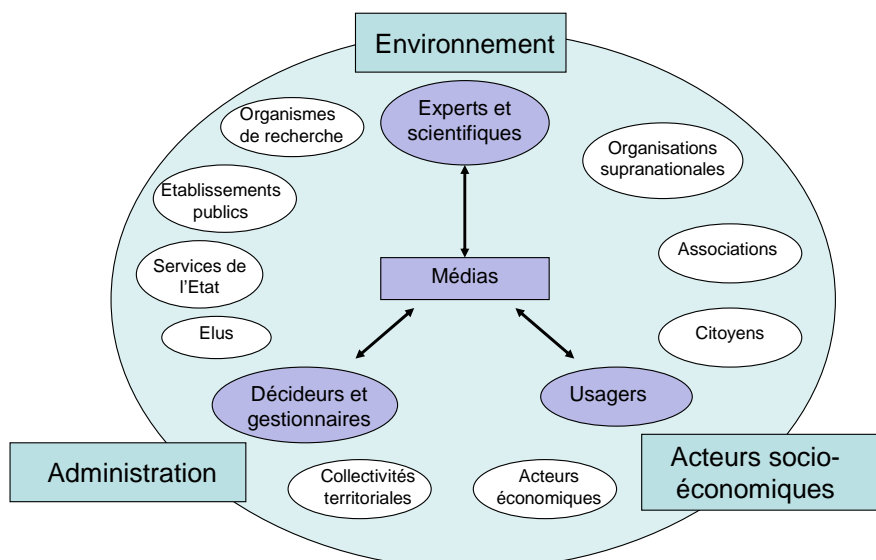 Environnement
Experts et
scientifiques
Organismes
de recherche
Organisations
supranationales
Etablissements
publics
Associations
Services de
l’Etat
Médias
Elus
Citoyens
Décideurs et
gestionnaires
Usagers
Administration
Acteurs socio-
économiques
Collectivités
territoriales
Acteurs
économiques